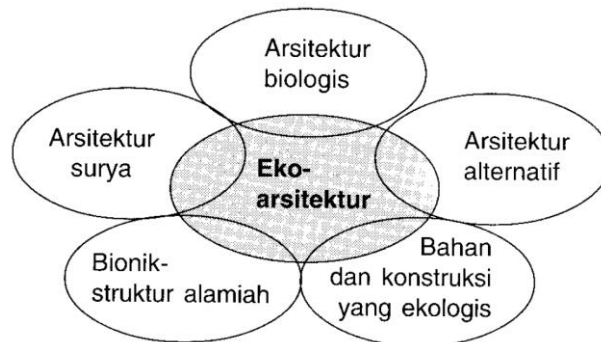 Arsitektur
biologis
Arsitektur
surya
Eko-
arsitektur
Arsitektur
alternatif
Bionik-
struktur alamiah
Bahan
dan konstruksi
yang ekologis